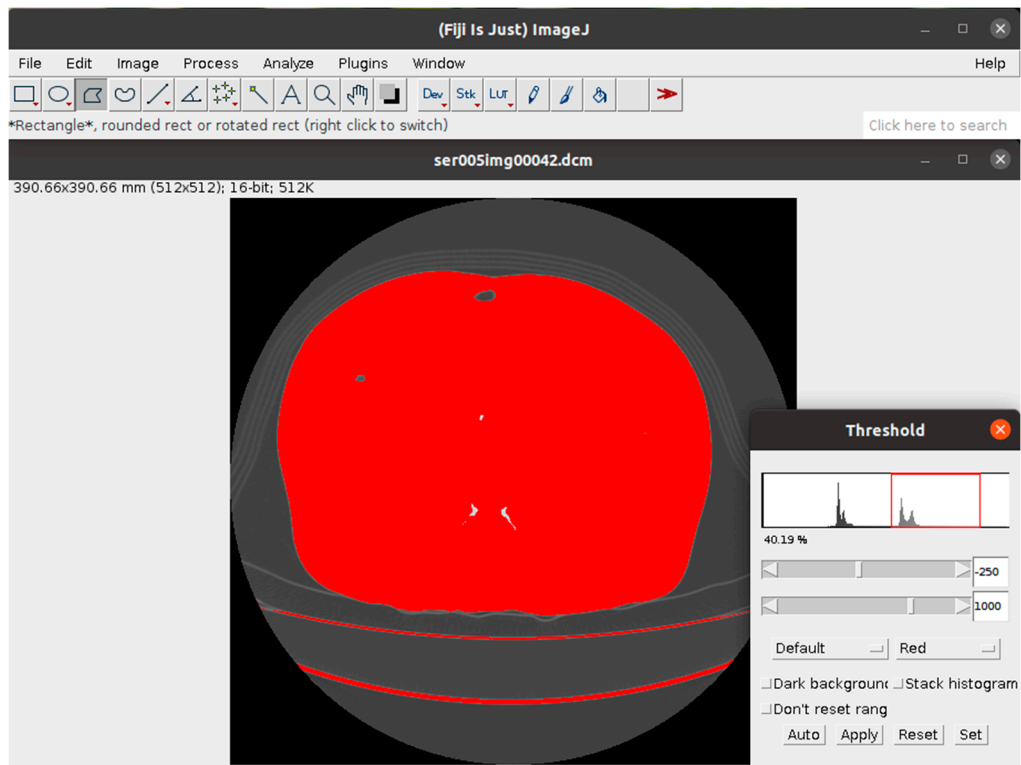 (Fiji Is Just) ImageJ
File Edit Image Process Analyze Plugins Window Help
Dev Stk LUT
*Rectangle*, rounded rect or rotated rect (right click to switch) Click here to search
ser005img00042.dcm
390.66x390.66 mm (512x512); 16-bit; 512K
Threshold
40.19 %
-250
1000
Default Red
Dark background Stack histogram
Don't reset rang
Auto Apply Reset Set